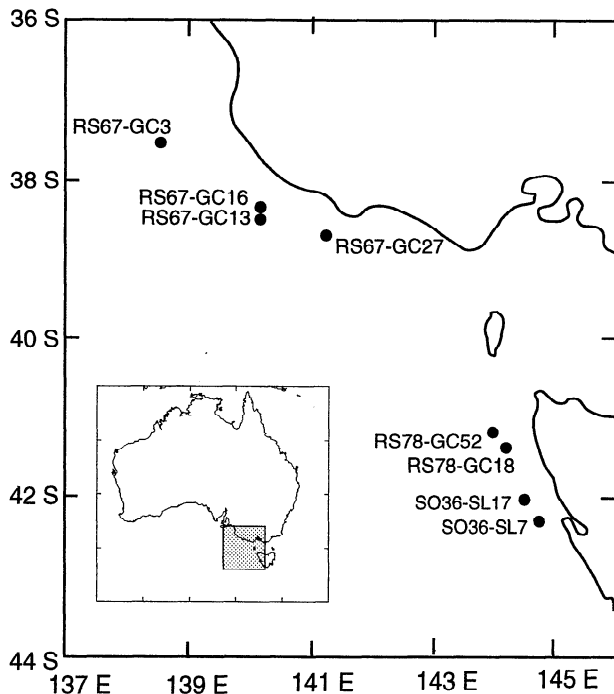 36 S
RS67-GC3
38 S
RS67-GC16
RS67-GC13
RS67-GC27
40 S
RS78-GC52
RS78-GC18
42 S
SO36-SL17
SO36-SL7
44 S
137 E 139 E 141 E 143 E 145 E